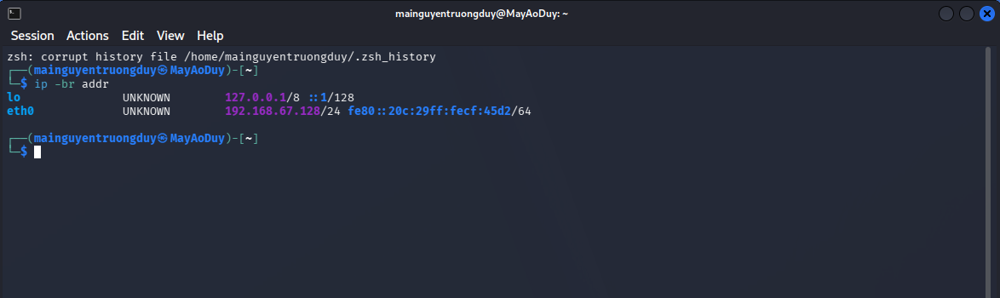 mainguyentruongduy@MayAoDuy: ~
Session Actions Edit View Help
zsh: corrupt history file /home/mainguyentruongduy/.zsh_history
┌──(mainguyentruongduy㉿MayAoDuy)-[~]
└─$ ip -br addr
lo               UNKNOWN        127.0.0.1/8 ::1/128
eth0             UNKNOWN        192.168.67.128/24 fe80::20c:29ff:fecf:45d2/64
┌──(mainguyentruongduy㉿MayAoDuy)-[~]
└─$